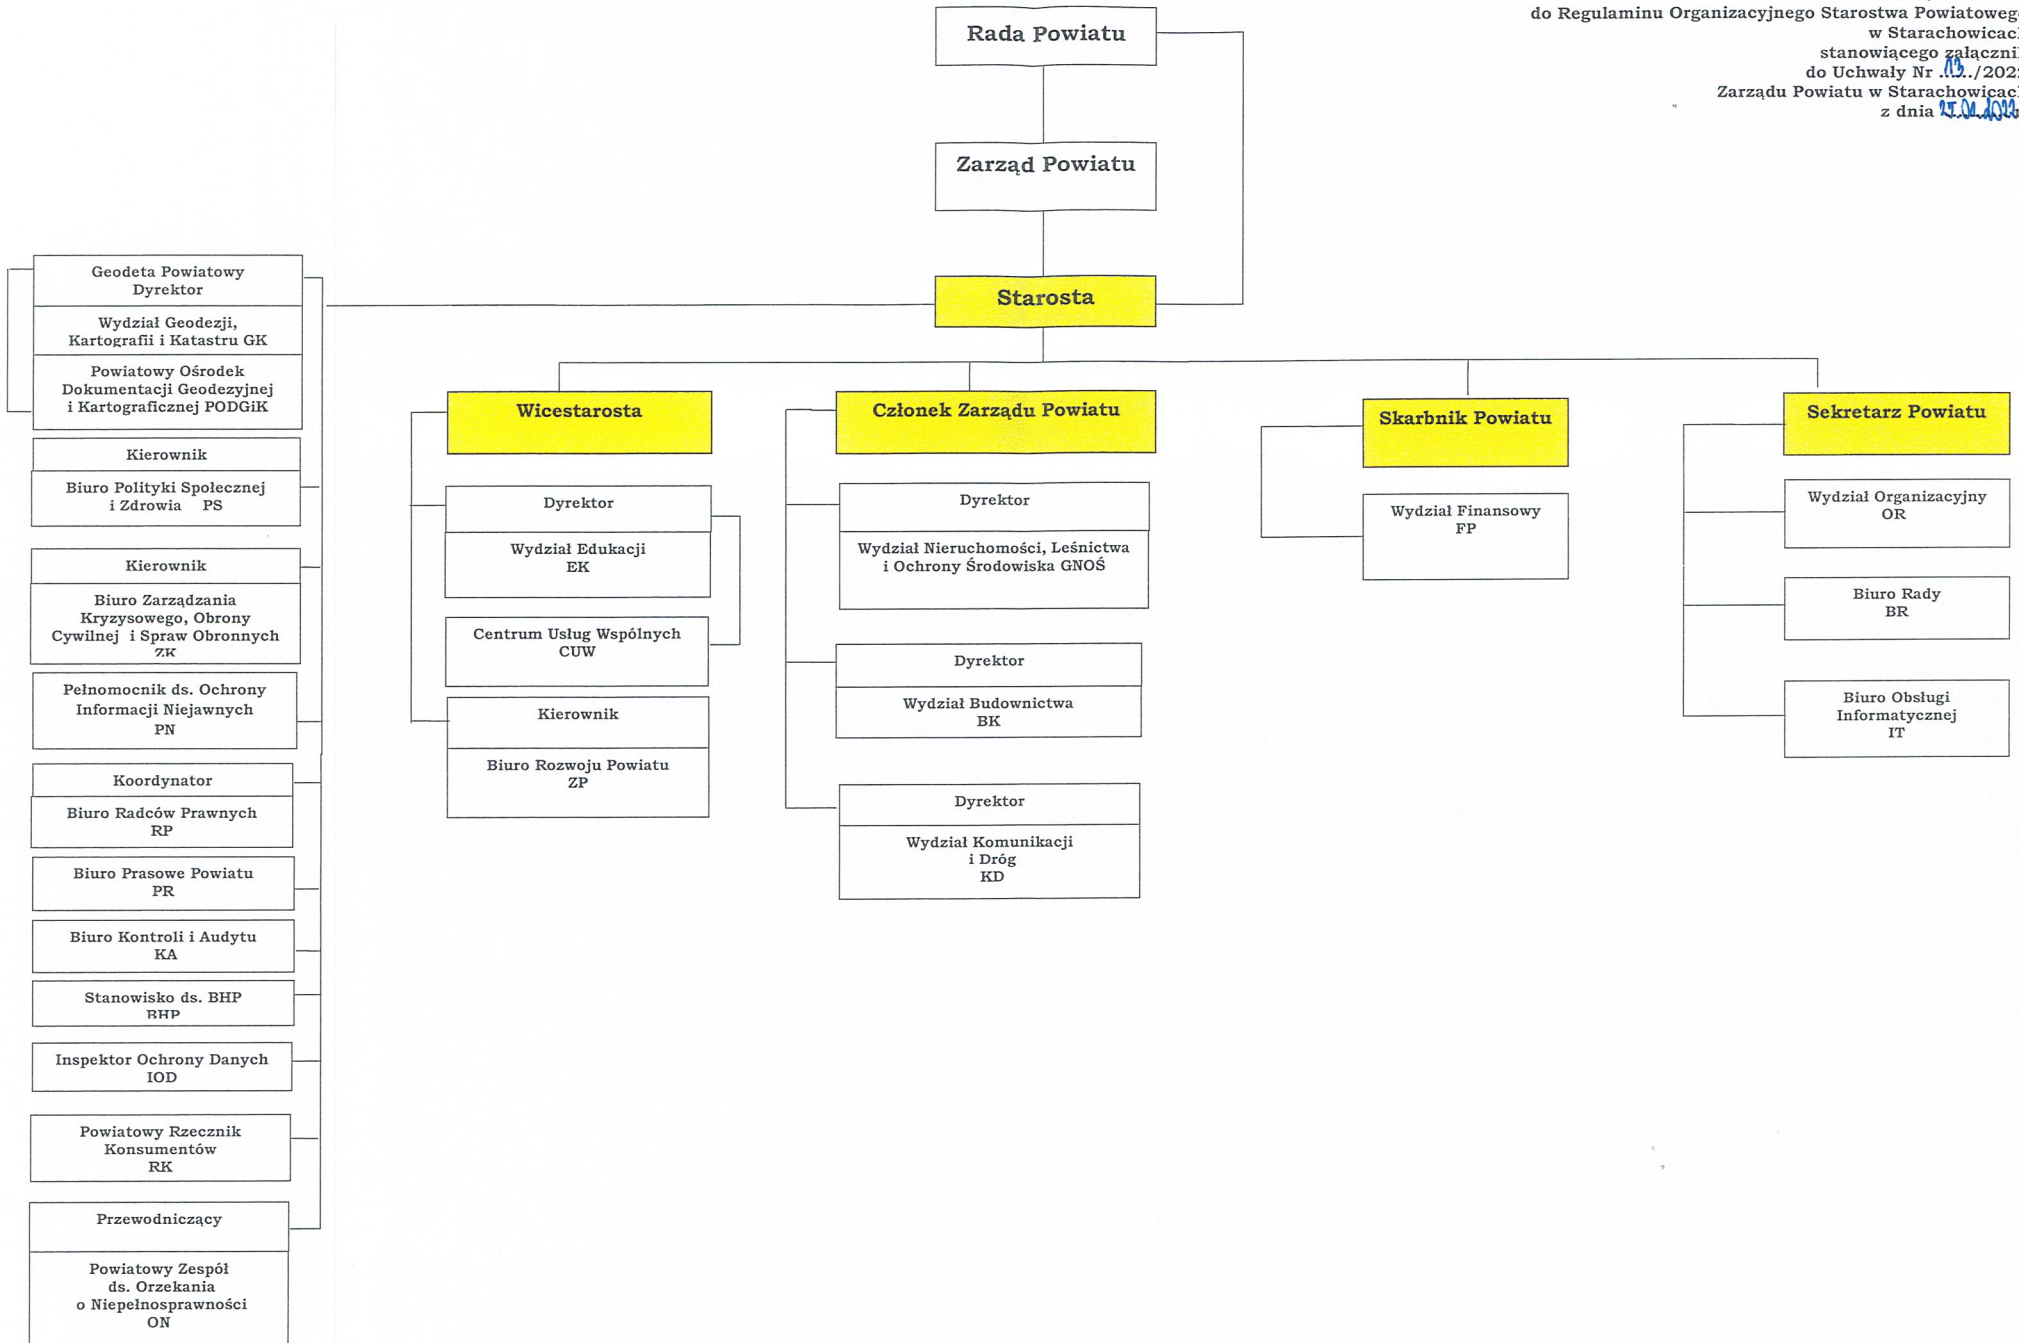 do Regulaminu Organizacyjnego Starostwa Powiatoweg
w Starachowicac
stanowiącego załączni
do Uchwały Nr 13/202
Zarządu Powiatu w Starachowicac
z dnia
Rada Powiatu
Zarząd Powiatu
Starosta
Geodeta Powiatowy
Dyrektor
Wydział Geodezji,
Kartografii i Katastru GK
Powiatowy Ośrodek
Dokumentacji Geodezyjnej
i Kartograficznej PODGiK
Kierownik
Biuro Polityki Społecznej
i Zdrowia PS
Kierownik
Biuro Zarządzania
Kryzysowego, Obrony
Cywilnej i Spraw Obronnych
ZK
Pełnomocnik ds. Ochrony
Informacji Niejawnych
PN
Koordynator
Biuro Radców Prawnych
RP
Biuro Prasowe Powiatu
PR
Biuro Kontroli i Audytu
KA
Stanowisko ds. BHP
BHP
Inspektor Ochrony Danych
IOD
Powiatowy Rzecznik
Konsumentów
RK
Przewodniczący
Powiatowy Zespół
ds. Orzekania
o Niepełnosprawności
ON
Wicestarosta
Dyrektor
Wydział Edukacji
EK
Centrum Usług Wspólnych
CUW
Kierownik
Biuro Rozwoju Powiatu
ZP
Członek Zarządu Powiatu
Dyrektor
Wydział Nieruchomości, Leśnictwa
i Ochrony Środowiska GNOŚ
Dyrektor
Wydział Budownictwa
BK
Dyrektor
Wydział Komunikacji
i Dróg
KD
Skarbnik Powiatu
Wydział Finansowy
FP
Sekretarz Powiatu
Wydział Organizacyjny
OR
Biuro Rady
BR
Biuro Obsługi
Informatycznej
IT